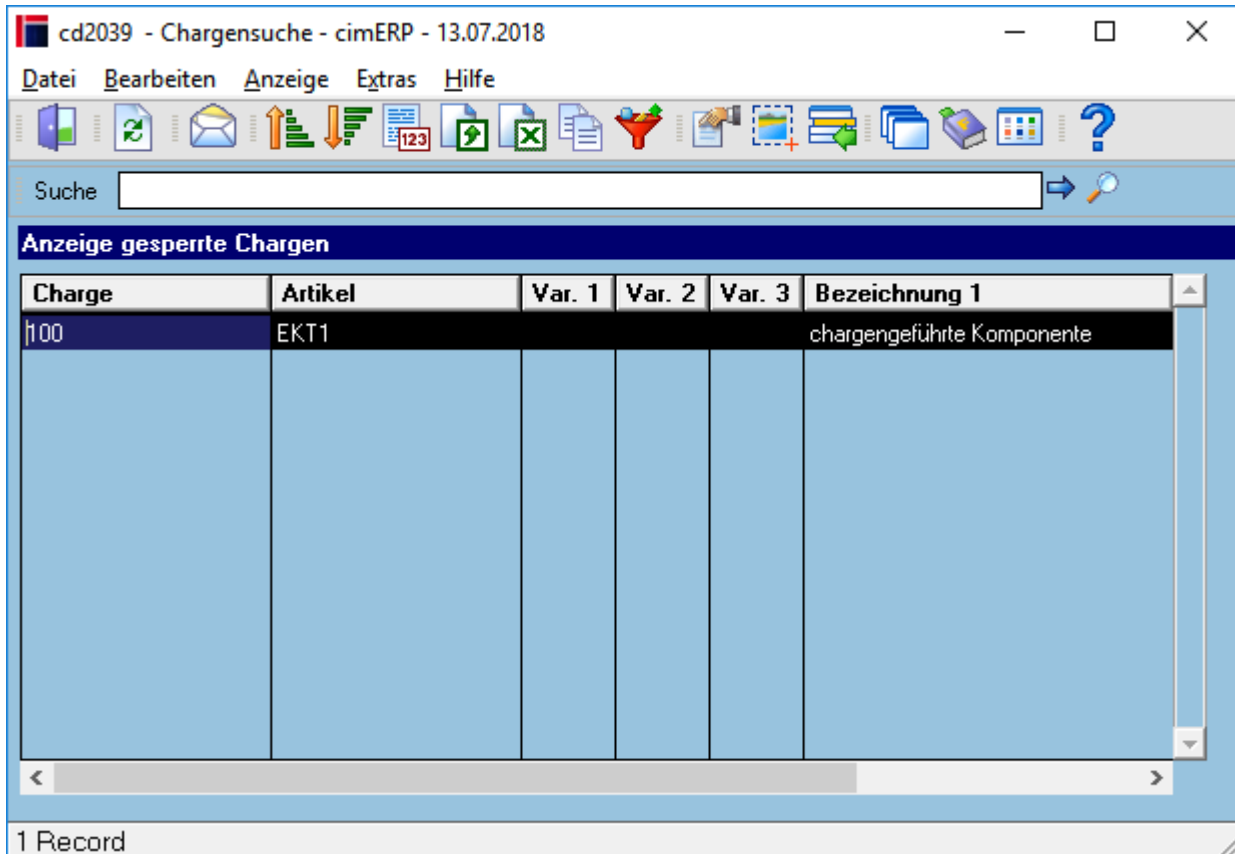 cd2039 - Chargensuche - cimERP - 13.07.2018
Datei Bearbeiten Anzeige Extras Hilfe
123
Suche
Anzeige gesperrte Chargen
Charge Artikel Var. 1 Var. 2 Var. 3 Bezeichnung 1
100 EKT1 chargengeführte Komponente
1 Record